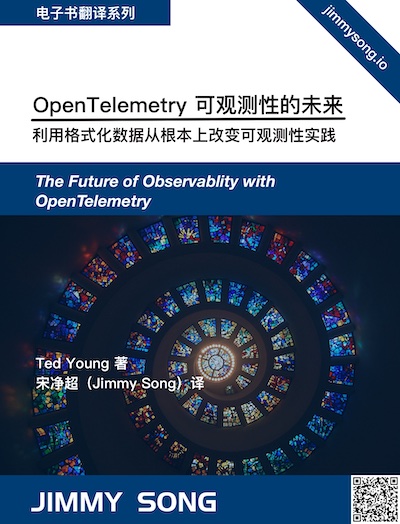 电子书翻译系列
jimmysong.io
OpenTelemetry 可观测性的未来
利用格式化数据从根本上改变可观测性实践
The Future of Observablity with
OpenTelemetry
Ted Young 著
宋净超（Jimmy Song）译
JIMMY SONG